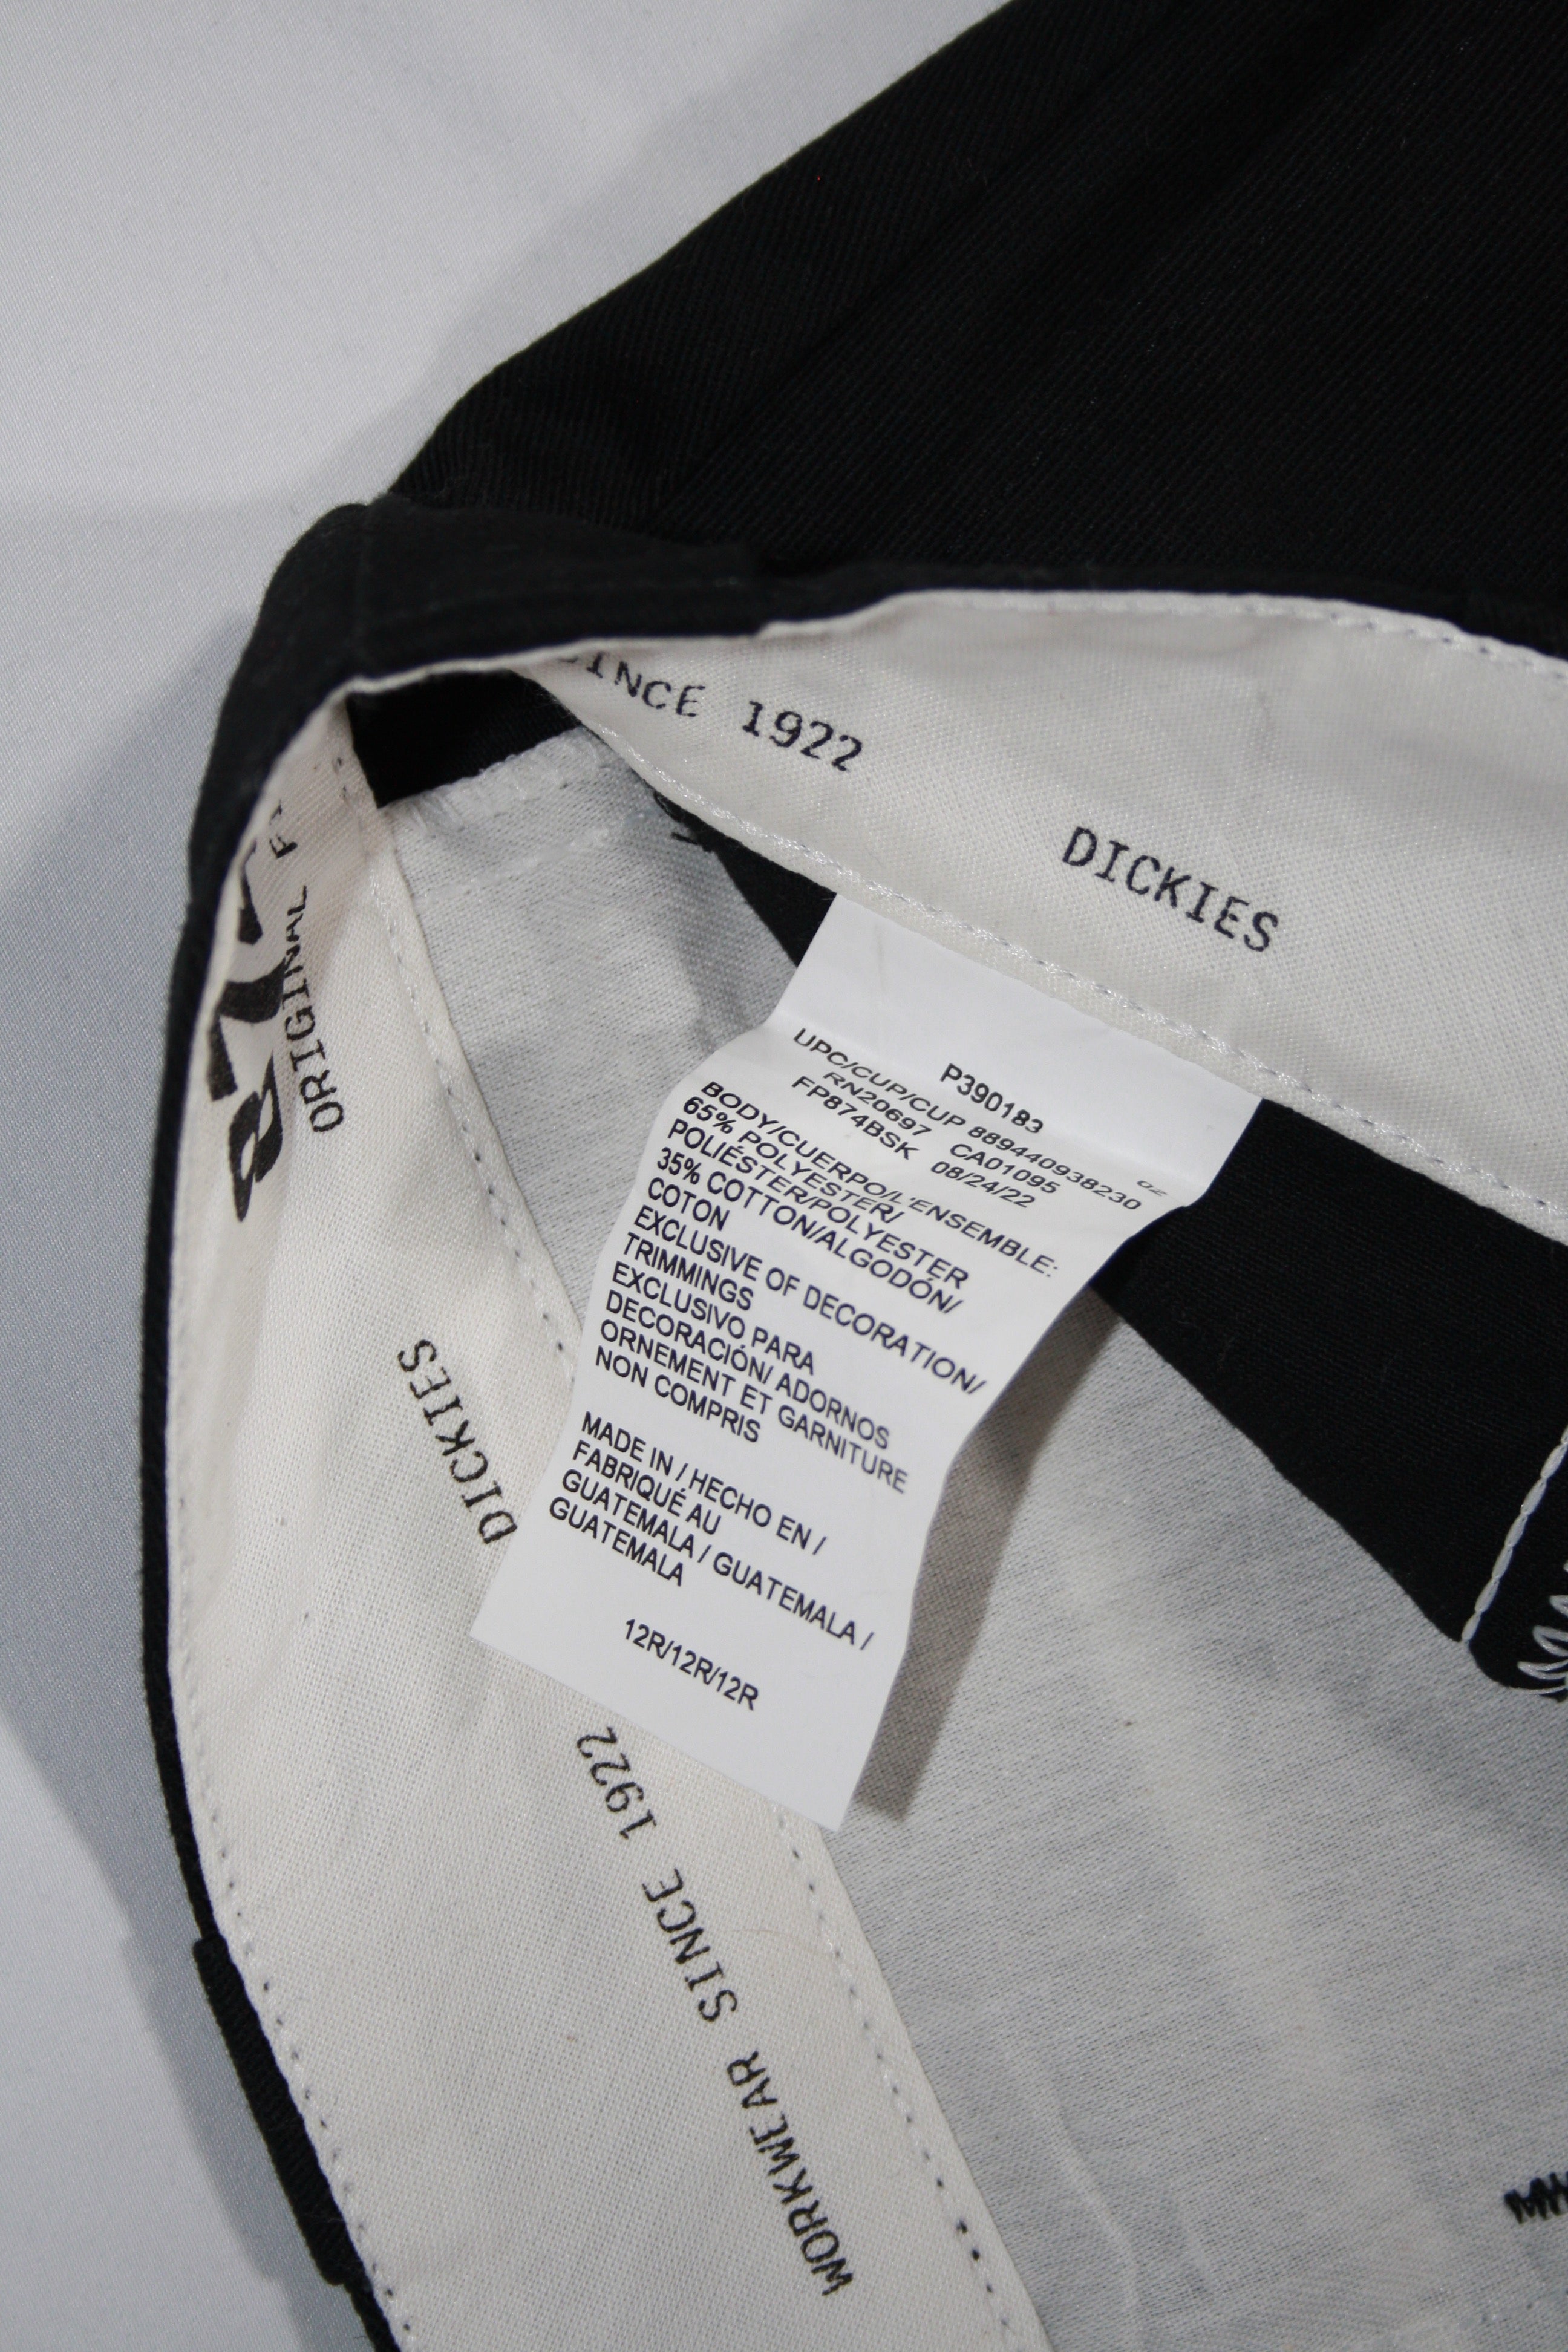 SINCE 1922
DICKIES
874
ORIGINAL
P390183
UPC/CUP/CUP 889440938230
RN20697 CA01095
FP874BSK 08/24/22
BODY/CUERPO/L'ENSEMBLE:
65% POLYESTER/
POLIÉSTER/POLYESTER
35% COTTON/ALGODÓN/
COTON
EXCLUSIVE OF DECORATION/
TRIMMINGS
EXCLUSIVO PARA
DECORACIÓN/ ADORNOS
ORNEMENT ET GARNITURE
NON COMPRIS
MADE IN / HECHO EN /
FABRIQUÉ AU
GUATEMALA / GUATEMALA /
GUATEMALA
12R/12R/12R
DICKIES
WORKWEAR SINCE 1922